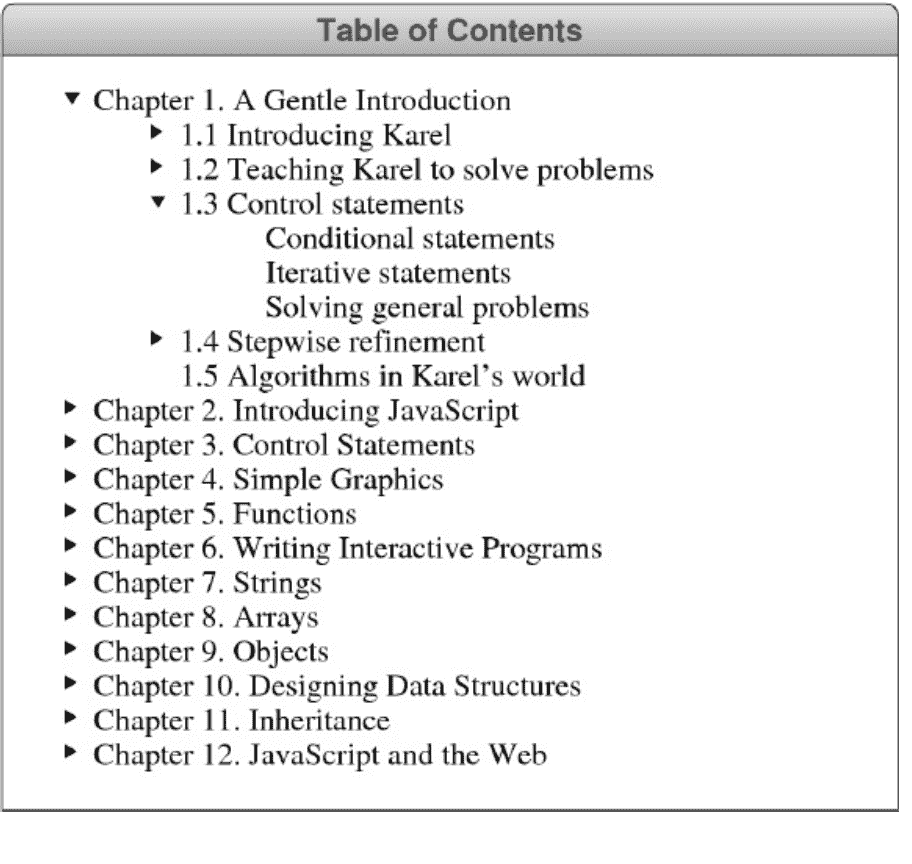 Table of Contents
Chapter 1. A Gentle Introduction
1.1 Introducing Karel
1.2 Teaching Karel to solve problems
1.3 Control statements
Conditional statements
Iterative statements
Solving general problems
1.4 Stepwise refinement
1.5 Algorithms in Karel's world
Chapter 2. Introducing JavaScript
Chapter 3. Control Statements
Chapter 4. Simple Graphics
Chapter 5. Functions
Chapter 6. Writing Interactive Programs
Chapter 7. Strings
Chapter 8. Arrays
Chapter 9. Objects
Chapter 10. Designing Data Structures
Chapter 11. Inheritance
Chapter 12. JavaScript and the Web